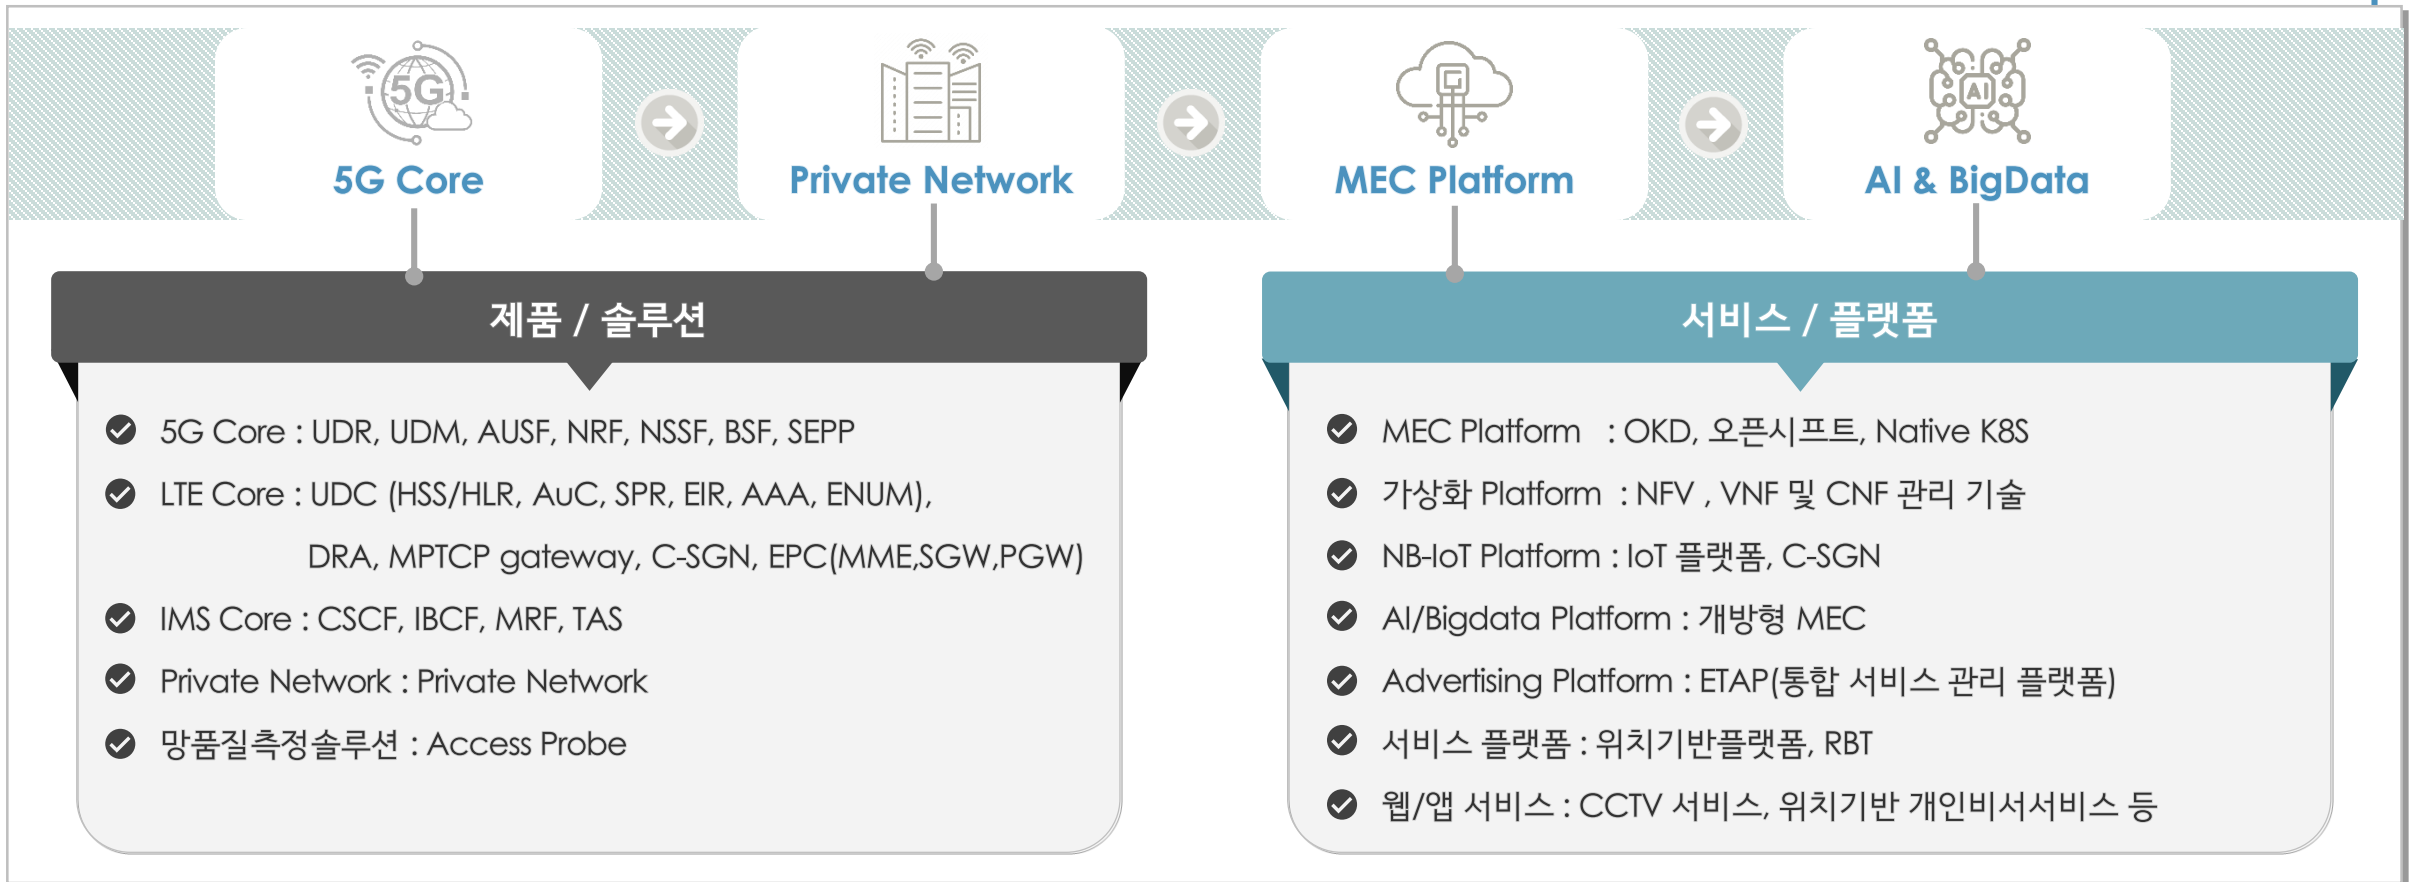 5G
AI
5G Core
Private Network
MEC Platform
AI & BigData
제품 / 솔루션
5G Core : UDR, UDM, AUSF, NRF, NSSF, BSF, SEPP
LTE Core : UDC (HSS/HLR, AuC, SPR, EIR, AAA, ENUM),
DRA, MPTCP gateway, C-SGN, EPC(MME,SGW,PGW)
IMS Core : CSCF, IBCF, MRF, TAS
Private Network : Private Network
망품질측정솔루션 : Access Probe
서비스 / 플랫폼
MEC Platform : OKD, 오픈시프트, Native K8S
가상화 Platform : NFV , VNF 및 CNF 관리 기술
NB-IoT Platform : IoT 플랫폼, C-SGN
AI/Bigdata Platform : 개방형 MEC
Advertising Platform : ETAP(통합 서비스 관리 플랫폼)
서비스 플랫폼 : 위치기반플랫폼, RBT
웹/앱 서비스 : CCTV 서비스, 위치기반 개인비서서비스 등